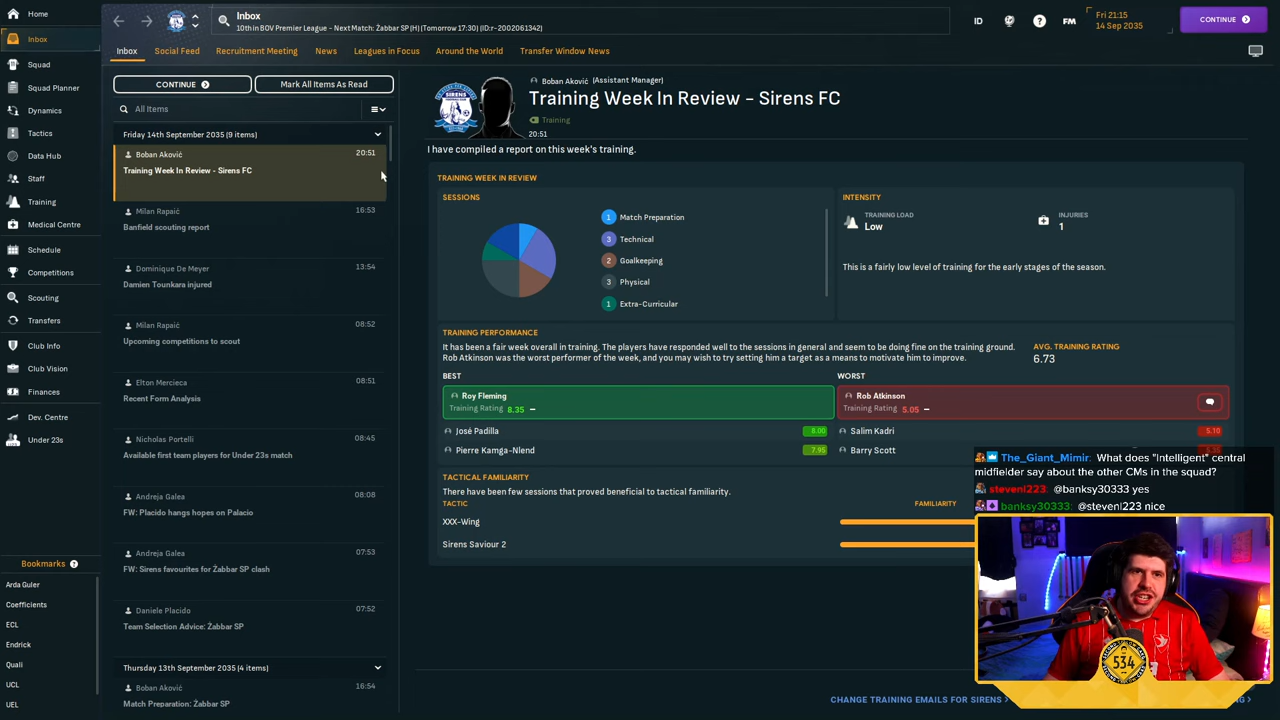 Home
Inbox
Squad
Squad Planner
Dynamics
Tactics
Data Hub
Staff
Training
Medical Centre
Schedule
Competitions
Scouting
Transfers
Club Info
Club Vision
Finances
Dev. Centre
Under 23s
Bookmarks
Arda Guler
Coefficients
ECL
Endrick
Quali
UCL
UEL
Inbox
10th in BOV Premier League - Next Match: Żabbar SP (H) (Tomorrow 17:30) (ID:r-2002061342)
ID
FM
Fri 21:15
14 Sep 2035
CONTINUE
Inbox
Social Feed
Recruitment Meeting
News
Leagues in Focus
Around the World
Transfer Window News
CONTINUE
Mark All Items As Read
All Items
Friday 14th September 2035 (9 items)
Boban Aković 20:51
Training Week In Review - Sirens FC
Milan Rapaić 16:53
Banfield scouting report
Dominique De Meyer 13:54
Damien Tounkara injured
Milan Rapaić 08:52
Upcoming competitions to scout
Elton Mercieca 08:51
Recent Form Analysis
Nicholas Portelli 08:45
Available first team players for Under 23s match
Andreja Galea 08:08
FW: Placido hangs hopes on Palacio
Andreja Galea 07:53
FW: Sirens favourites for Żabbar SP clash
Daniele Placido 07:52
Team Selection Advice: Żabbar SP
Thursday 13th September 2035 (4 items)
Boban Aković 16:54
Match Preparation: Żabbar SP
SIRENS
Boban Aković (Assistant Manager)
Training Week In Review - Sirens FC
Training
20:51
I have compiled a report on this week's training.
TRAINING WEEK IN REVIEW
SESSIONS
1 Match Preparation
3 Technical
2 Goalkeeping
3 Physical
1 Extra-Curricular
INTENSITY
TRAINING LOAD
Low
INJURIES
1
This is a fairly low level of training for the early stages of the season.
TRAINING PERFORMANCE
It has been a fair week overall in training. The players have responded well to the sessions in general and seem to be doing fine on the training ground.
Rob Atkinson was the worst performer of the week, and you may wish to try setting him a target as a means to motivate him to improve.
AVG. TRAINING RATING
6.73
BEST
Roy Fleming
Training Rating 8.35 –
José Padilla 8.00
Pierre Kamga-Nlend 7.95
WORST
Rob Atkinson
Training Rating 5.05 –
Salim Kadri 5.10
Barry Scott
TACTICAL FAMILIARITY
There have been few sessions that proved beneficial to tactical familiarity.
TACTIC FAMILIARITY
XXX-Wing
Sirens Saviour 2
The_Giant_Mimir: What does "Intelligent" central
midfielder say about the other CMs in the squad?
stevenl223: @banksy30333 yes
banksy30333: @stevenl223 nice
534
CHANGE TRAINING EMAILS FOR SIRENS